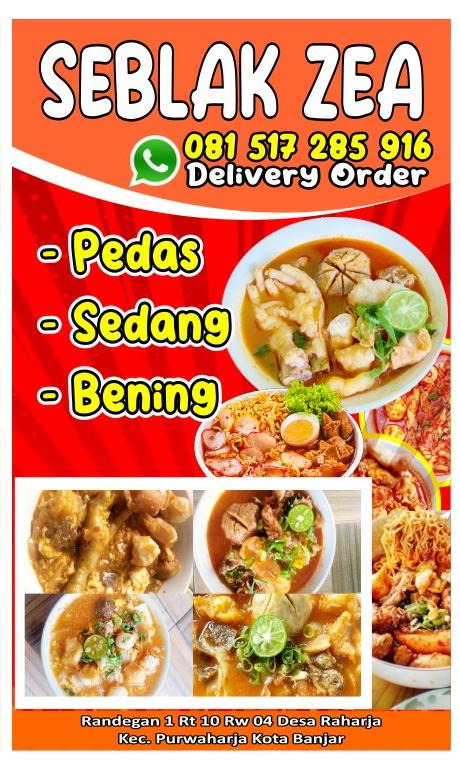 SEBLAK ZEA
081 517 285 916
Delivery Order
- Pedas
- Sedang
- Bening
Randegan 1 Rt 10 Rw 04 Desa Raharja
Kec. Purwaharja Kota Banjar